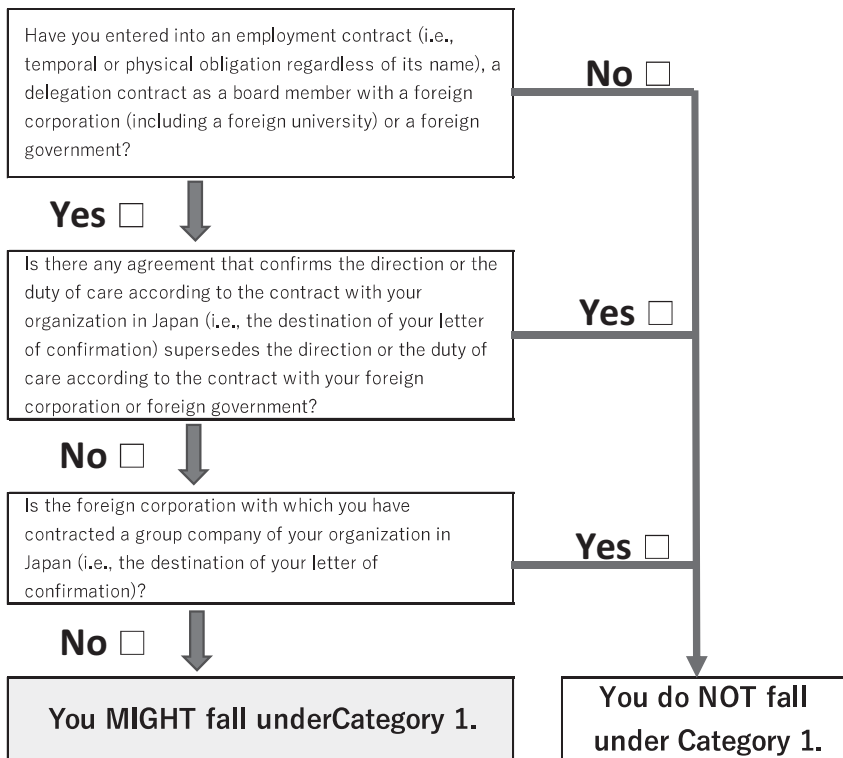 Have you entered into an employment contract (i.e.,
temporal or physical obligation regardless of its name), a
delegation contract as a board member with a foreign
corporation (including a foreign university) or a foreign
government?
No □
Yes □
Is there any agreement that confirms the direction or the
duty of care according to the contract with your
organization in Japan (i.e., the destination of your letter
of confirmation) supersedes the direction or the duty of
care according to the contract with your foreign
corporation or foreign government?
Yes □
No □
Is the foreign corporation with which you have
contracted a group company of your organization in
Japan (i.e., the destination of your letter of
confirmation)?
Yes □
No □
You MIGHT fall underCategory 1.
You do NOT fall
under Category 1.